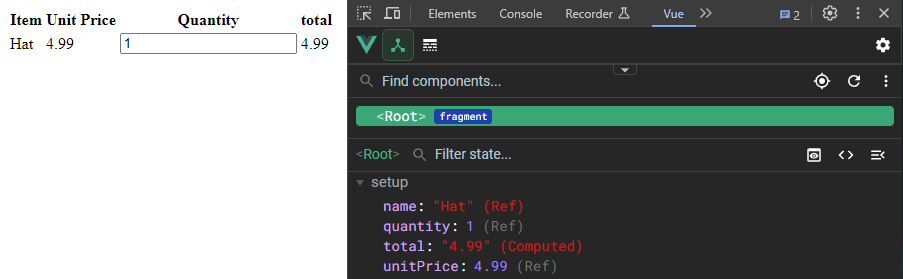 Item Unit Price Quantity total
Hat 4.99 1 4.99
Elements Console Recorder Vue 2
Find components...
<Root> fragment
<Root> Filter state...
setup
name: "Hat" (Ref)
quantity: 1 (Ref)
total: "4.99" (Computed)
unitPrice: 4.99 (Ref)